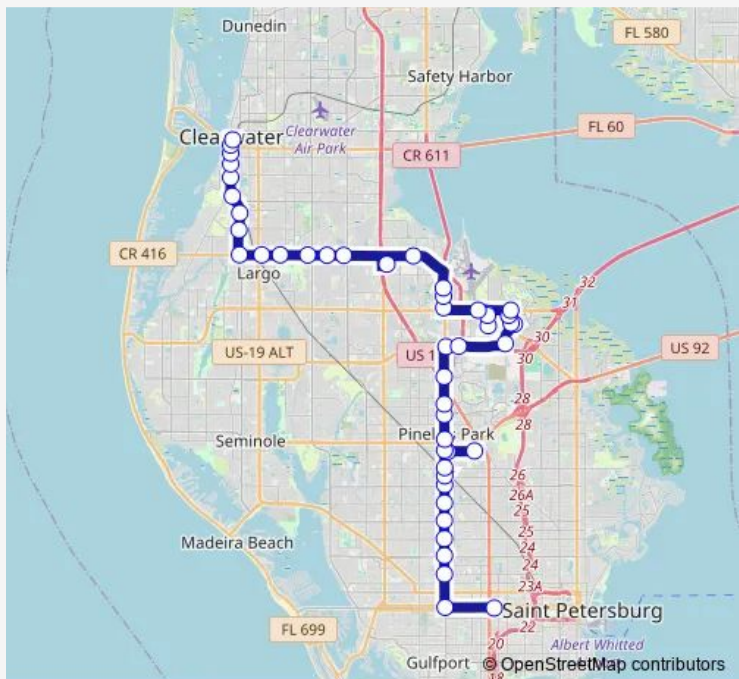 Dunedin
FL 580
Safety Harbor
Clearwater
Clearwater
Air Park
FL 60
CR 611
CR 416
Largo
32
31
30
30
US-19 ALT
US 1
US 92
28
28
Seminole
Park
26
26A
25
25
24
24
Madeira Beach
23A
Saint Petersburg
22
FL 699
Albert Whitted
20
Gulfport
18
© OpenStreetMap contributors